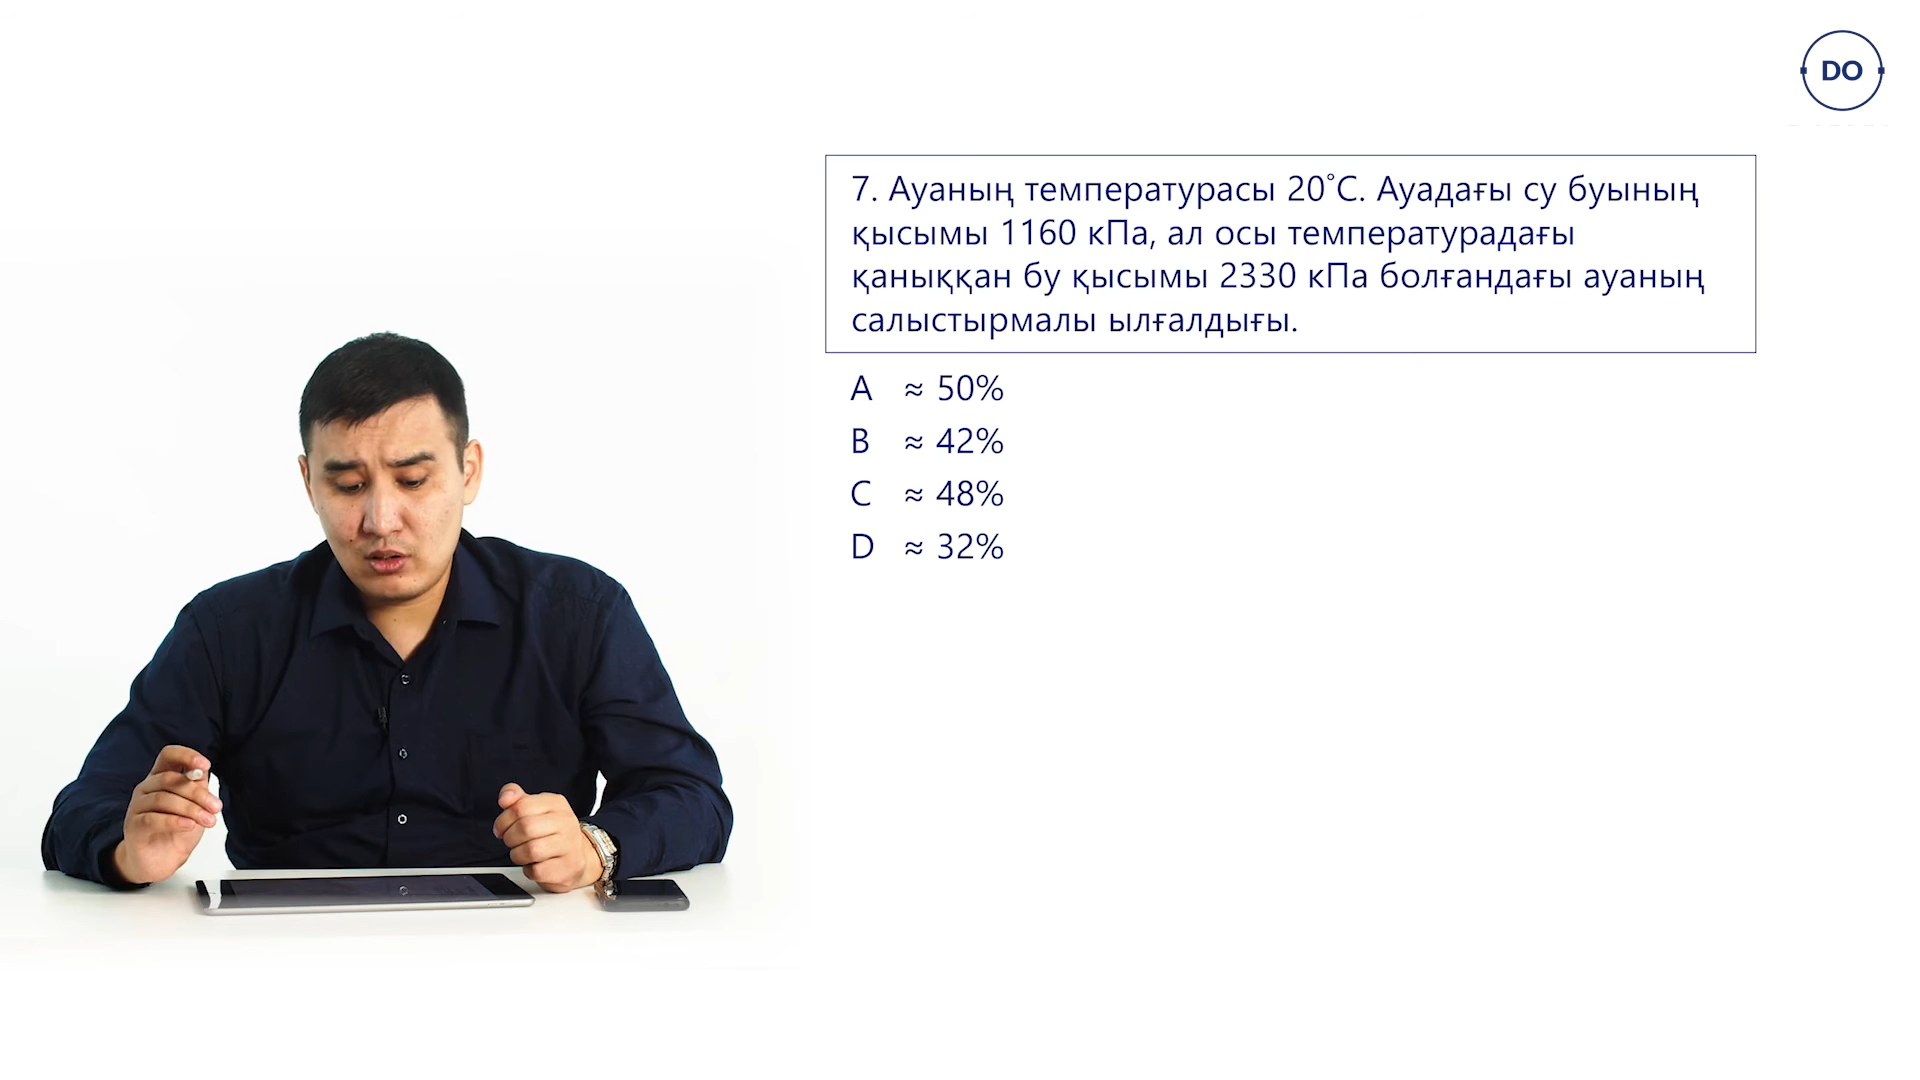 DO
7. Ауаның температурасы 20˚С. Ауадағы су буының
қысымы 1160 кПа, ал осы температурадағы
қаныққан бу қысымы 2330 кПа болғандағы ауаның
салыстырмалы ылғалдығы.
A ≈ 50%
B ≈ 42%
C ≈ 48%
D ≈ 32%